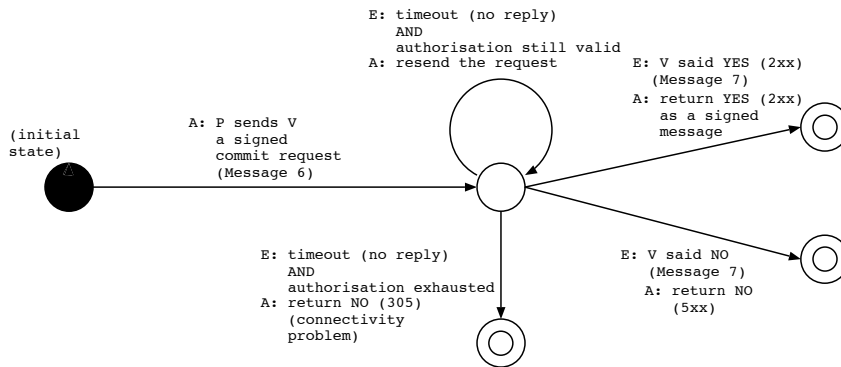 E: timeout (no reply)
AND
authorisation still valid
A: resend the request
E: V said YES (2xx)
(Message 7)
A: return YES (2xx)
as a signed
message
(initial
state)
A: P sends V
a signed
commit request
(Message 6)
E: timeout (no reply)
AND
authorisation exhausted
A: return NO (305)
(connectivity
problem)
E: V said NO
(Message 7)
A: return NO
(5xx)